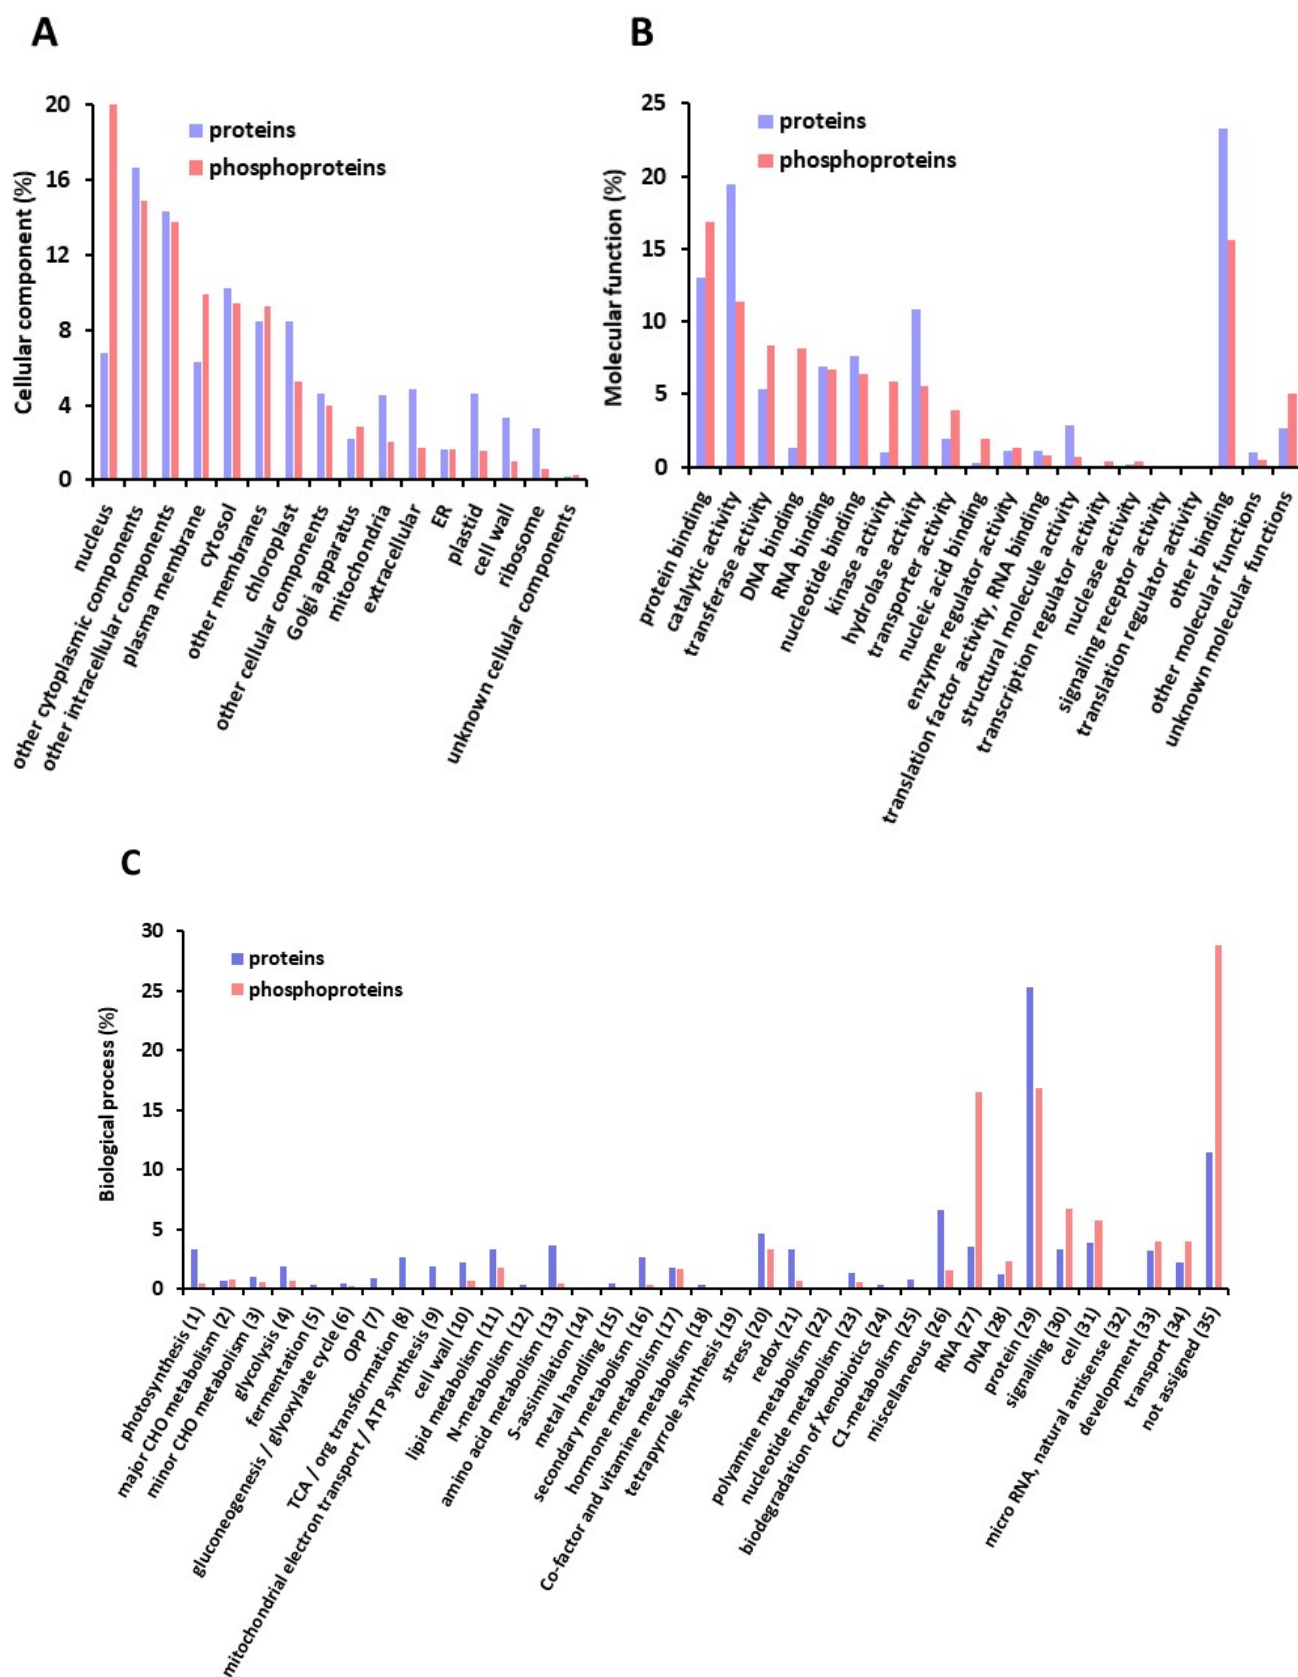 A
20
16
12
8
4
0
Cellular component (%)
proteins
phosphoproteins
nucleus
other cytoplasmic components
other intracellular components
plasma membrane
cytosol
other membranes
chloroplast
other cellular components
Golgi apparatus
mitochondria
extracellular
ER
plastid
cell wall
ribosome
unknown cellular components
B
25
20
15
10
5
0
Molecular function (%)
proteins
phosphoproteins
protein binding
catalytic activity
transferase activity
DNA binding
RNA binding
nucleotide binding
kinase activity
hydrolase activity
transporter activity
nucleic acid binding
enzyme regulator activity
translation factor activity, RNA binding
structural molecule activity
transcription regulator activity
nuclease activity
signaling receptor activity
translation regulator activity
other binding
other molecular functions
unknown molecular functions
C
30
25
20
15
10
5
0
Biological process (%)
proteins
phosphoproteins
photosynthesis (1)
major CHO metabolism (2)
minor CHO metabolism (3)
glycolysis (4)
fermentation (5)
gluconeogenesis / glyoxylate cycle (6)
OPP (7)
TCA / org transformation (8)
mitochondrial electron transport / ATP synthesis (9)
cell wall (10)
lipid metabolism (11)
N-metabolism (12)
amino acid metabolism (13)
S-assimilation (14)
metal handling (15)
secondary metabolism (16)
hormone metabolism (17)
Co-factor and vitamine metabolism (18)
tetrapyrrole synthesis (19)
stress (20)
redox (21)
polyamine metabolism (22)
nucleotide metabolism (23)
biodegradation of Xenobiotics (24)
C1-metabolism (25)
miscellaneous (26)
RNA (27)
DNA (28)
protein (29)
signalling (30)
cell (31)
micro RNA, natural antisense (32)
development (33)
transport (34)
not assigned (35)